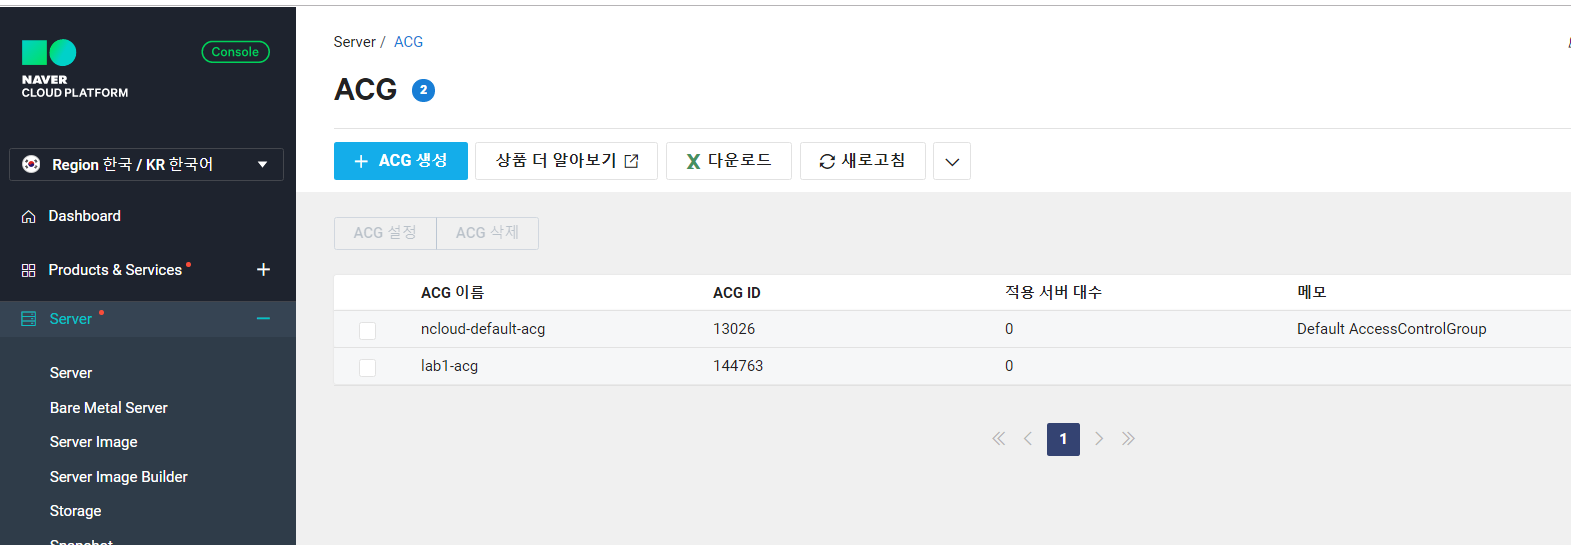 NAVER
CLOUD PLATFORM
Console
Region 한국 / KR 한국어
Dashboard
Products & Services
Server
Server
Bare Metal Server
Server Image
Server Image Builder
Storage
Snapshot
Server / ACG
ACG 2
+ ACG 생성 상품 더 알아보기 다운로드 새로고침
ACG 설정 ACG 삭제
ACG 이름 ACG ID 적용 서버 대수 메모
ncloud-default-acg 13026 0 Default AccessControlGroup
lab1-acg 144763 0
1